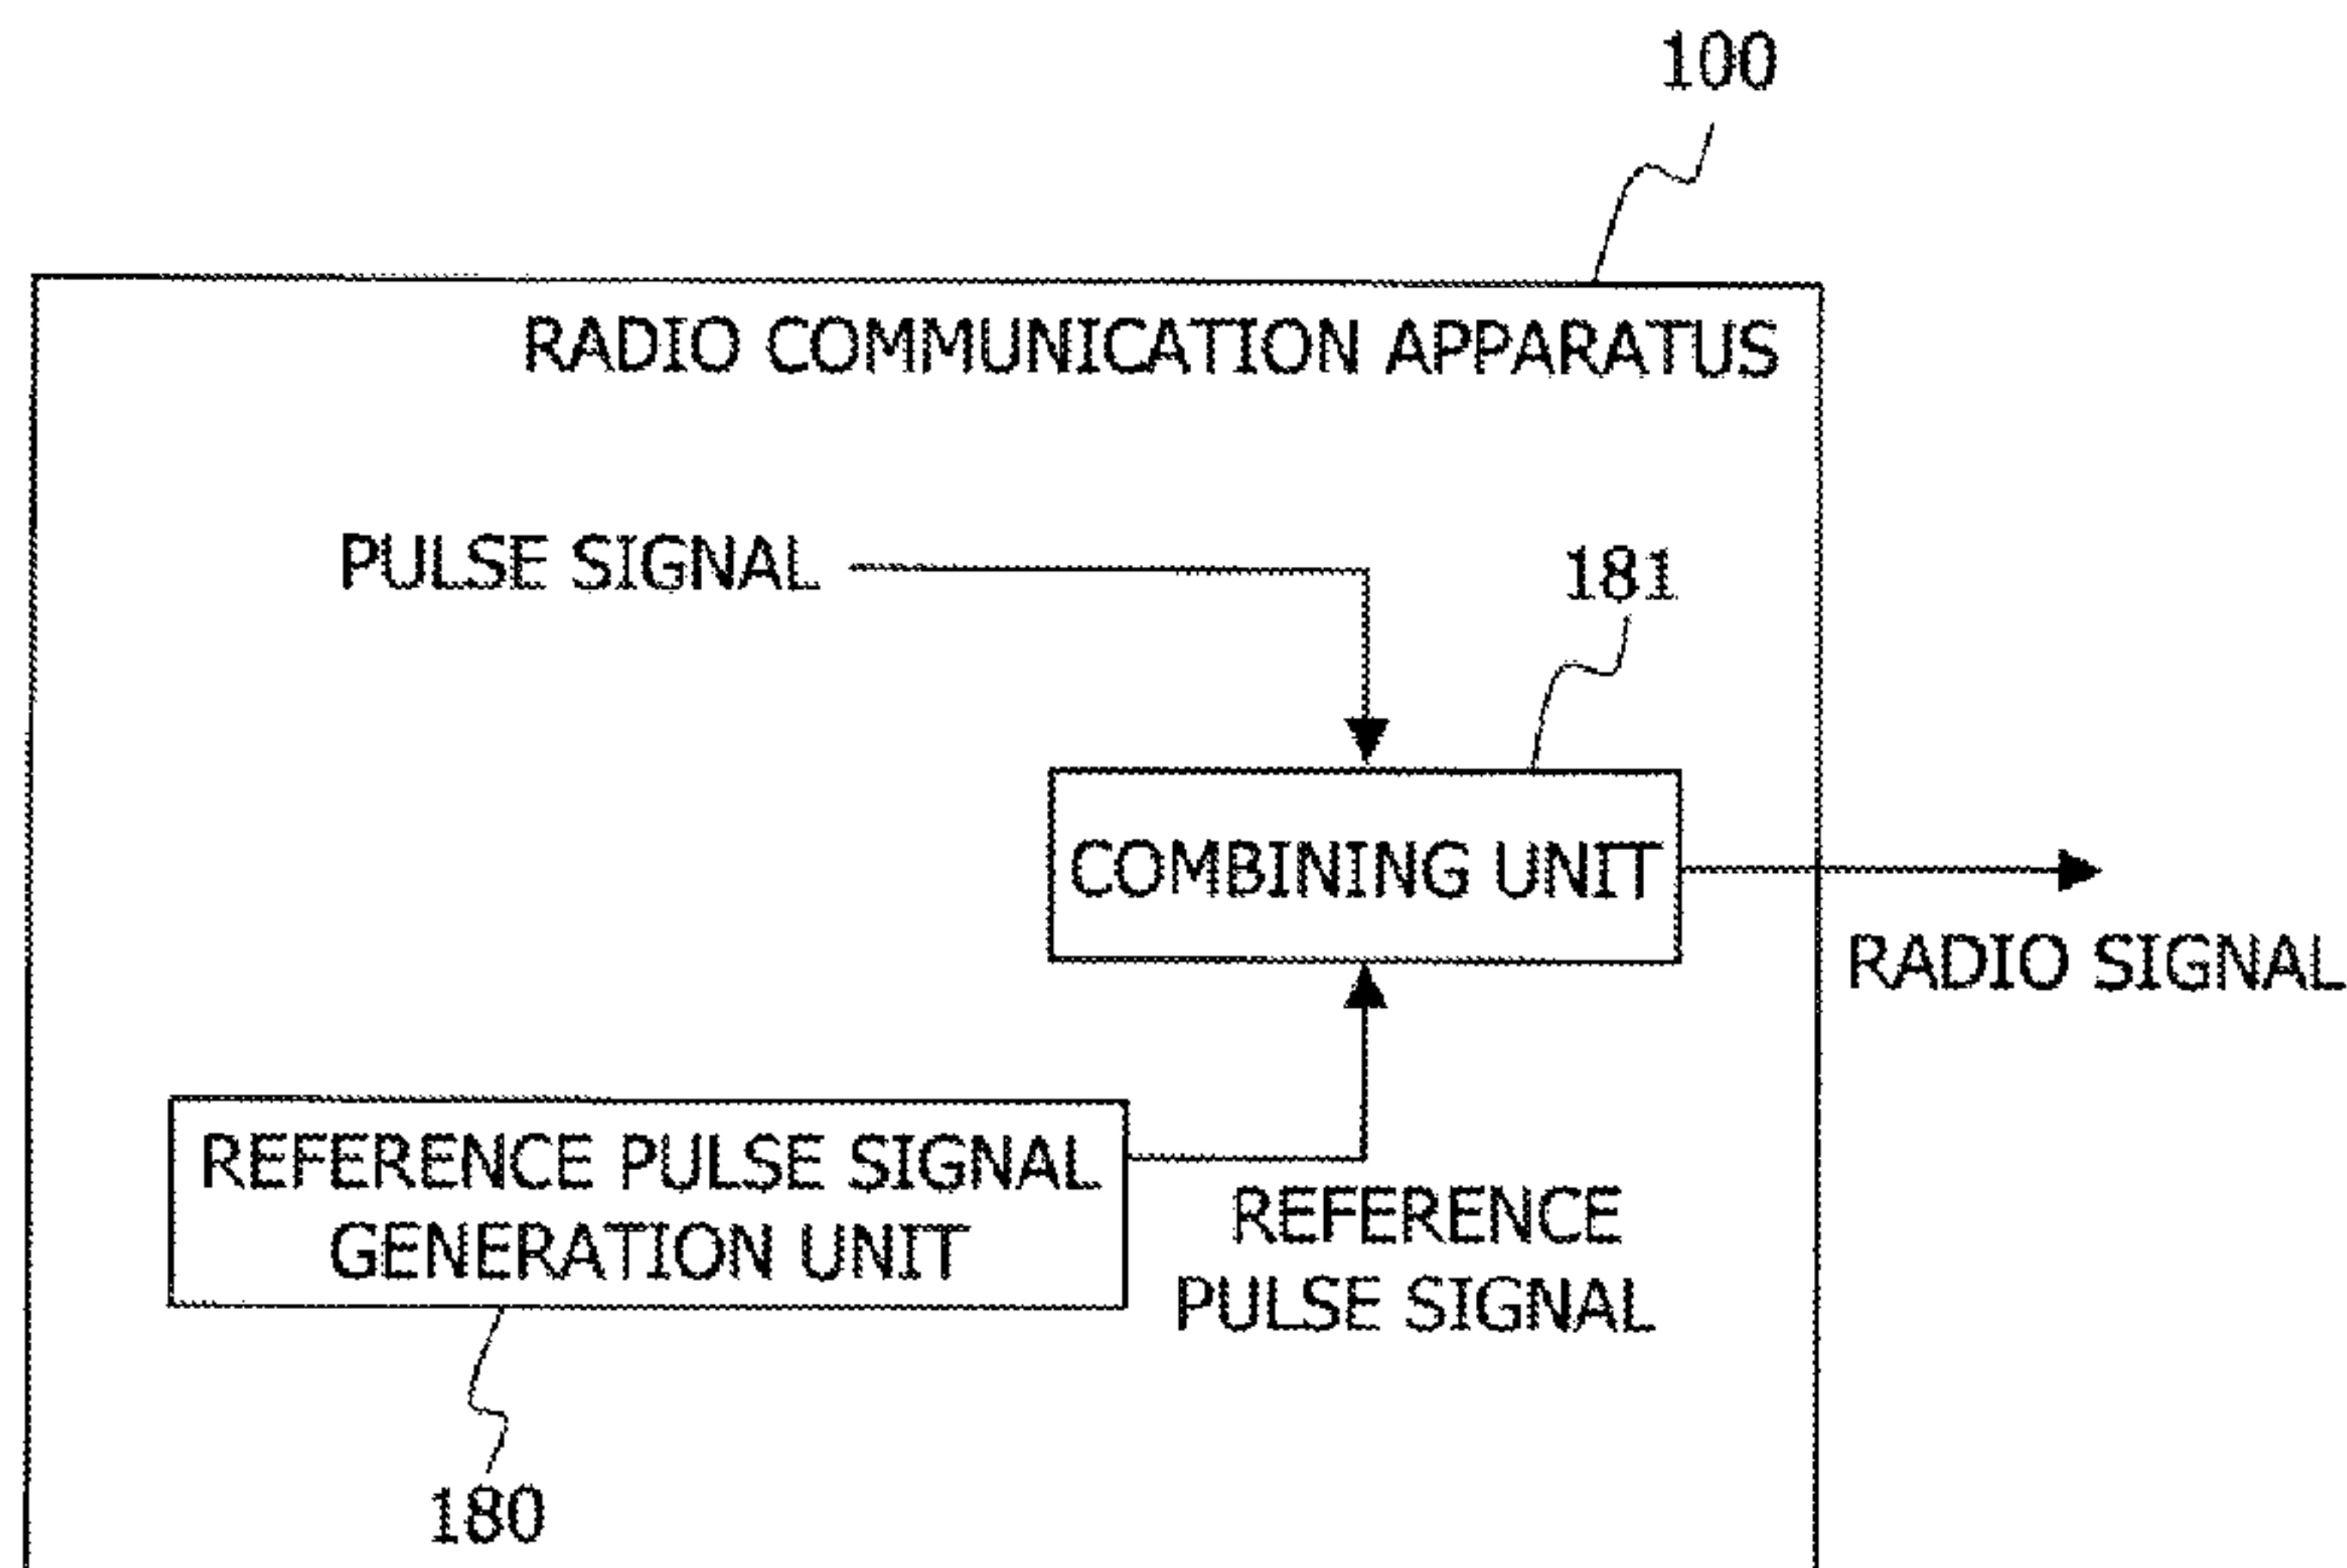 100
RADIO COMMUNICATION APPARATUS
PULSE SIGNAL
181
COMBINING UNIT
RADIO SIGNAL
REFERENCE PULSE SIGNAL
GENERATION UNIT
REFERENCE
PULSE SIGNAL
180